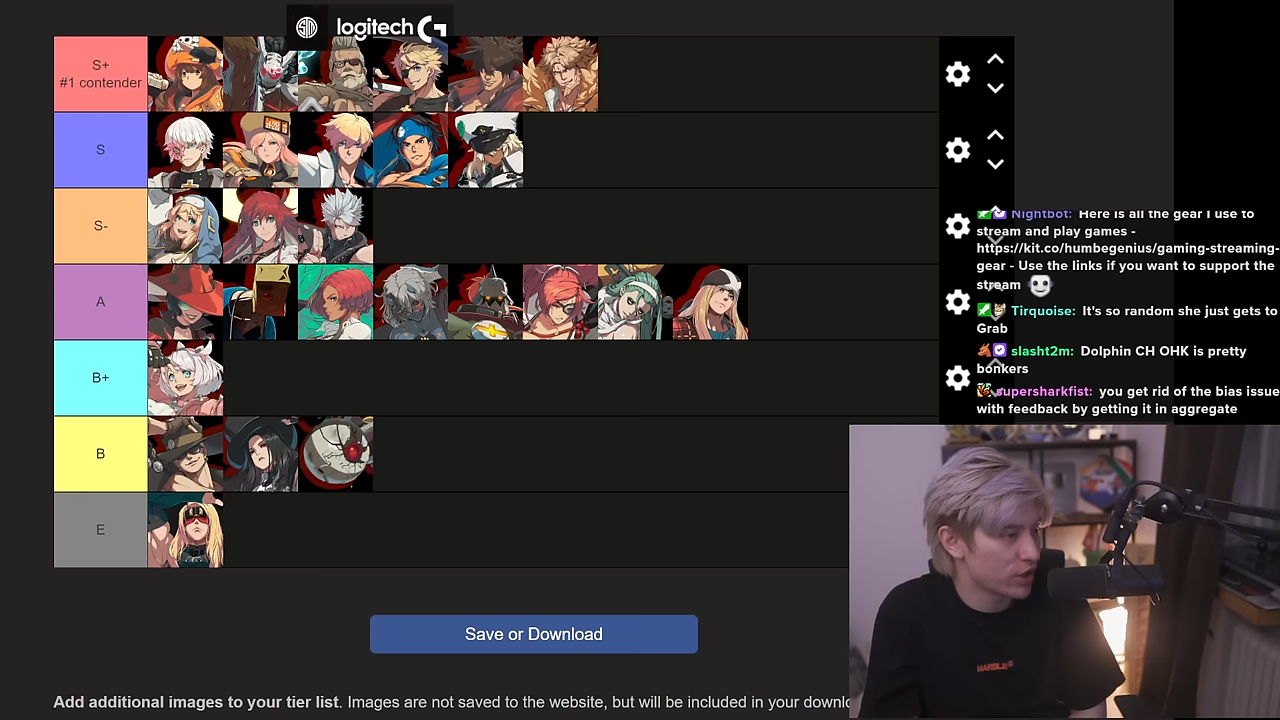 logitech G
S+
#1 contender
S
S-
A
B+
B
E
Nightbot: Here is all the gear I use to
stream and play games -
https://kit.co/humbegenius/gaming-streaming-
gear - Use the links if you want to support the
stream
Tirquoise: It's so random she just gets to
Grab
slasht2m: Dolphin CH OHK is pretty
bonkers
supersharkfist: you get rid of the bias issue
with feedback by getting it in aggregate
MARBLE
Save or Download
Add additional images to your tier list. Images are not saved to the website, but will be included in your downlo